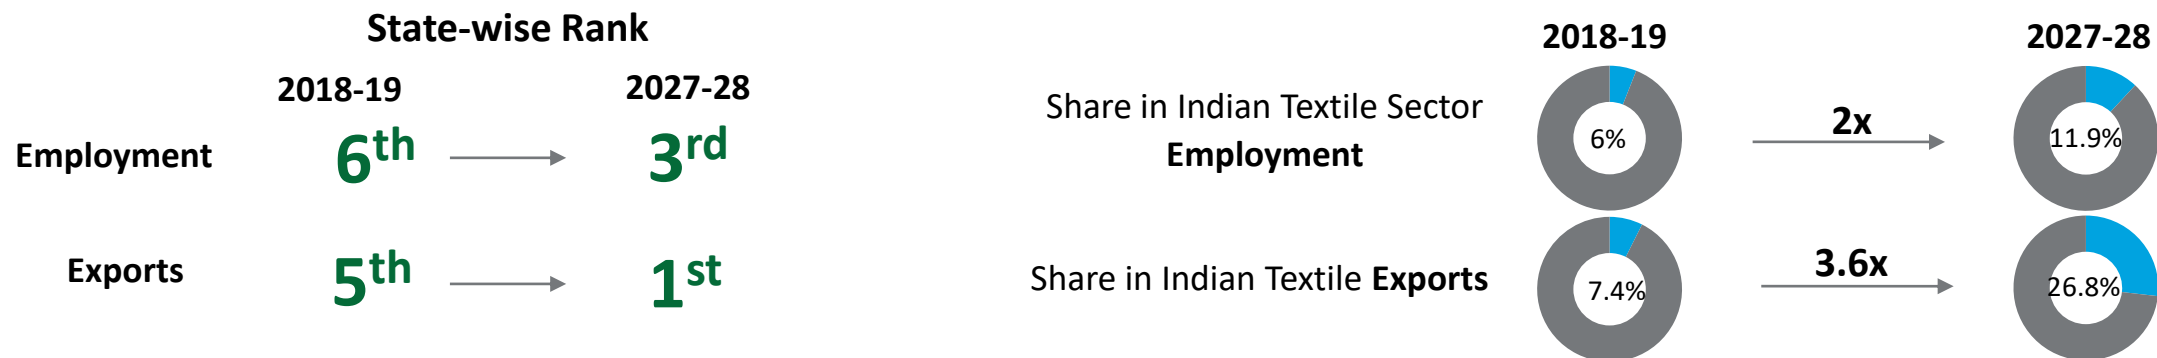 State-wise Rank
2018-19 2027-28
Employment 6th 3rd
Exports 5th 1st
2018-19 2027-28
Share in Indian Textile Sector
Employment
6% 2x 11.9%
Share in Indian Textile Exports 7.4% 3.6x 26.8%